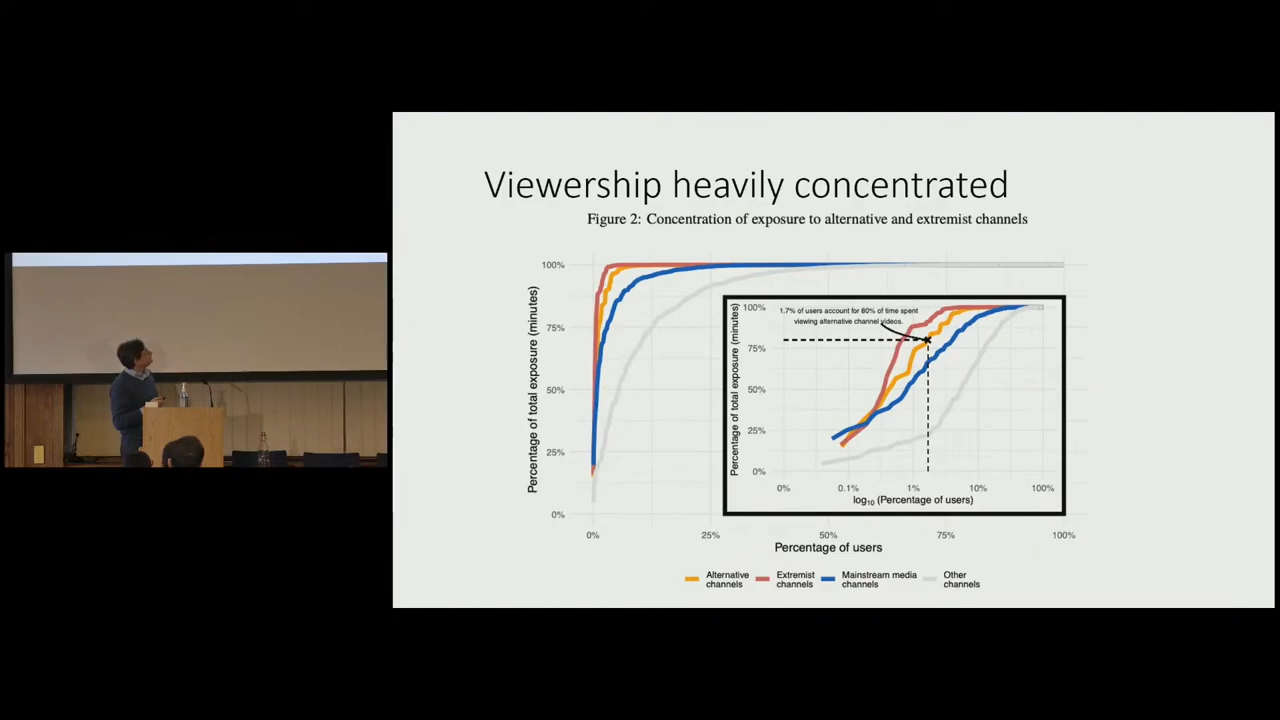 Viewership heavily concentrated
Figure 2: Concentration of exposure to alternative and extremist channels
Percentage of total exposure (minutes)
100%
75%
50%
25%
0%
0%
25%
50%
75%
100%
Percentage of users
1.7% of users account for 80% of time spent
viewing alternative channel videos.
Percentage of total exposure (minutes)
100%
75%
50%
25%
0%
0%
0.1%
1%
10%
100%
log₁₀ (Percentage of users)
Alternative
channels
Extremist
channels
Mainstream media
channels
Other
channels